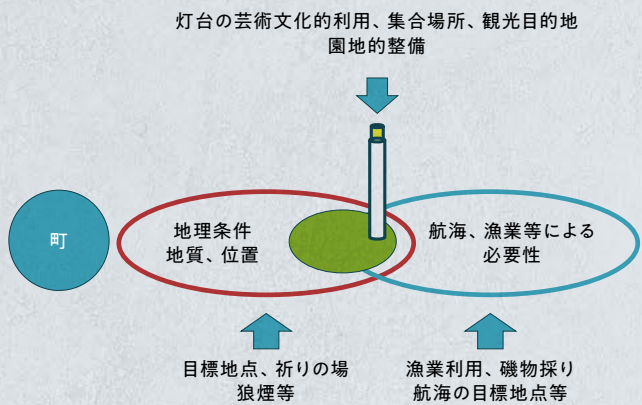 灯台の芸術文化的利用、集合場所、観光目的地
園地的整備
町
地理条件
地質、位置
航海、漁業等による
必要性
目標地点、祈りの場
狼煙等
漁業利用、磯物採り
航海の目標地点等